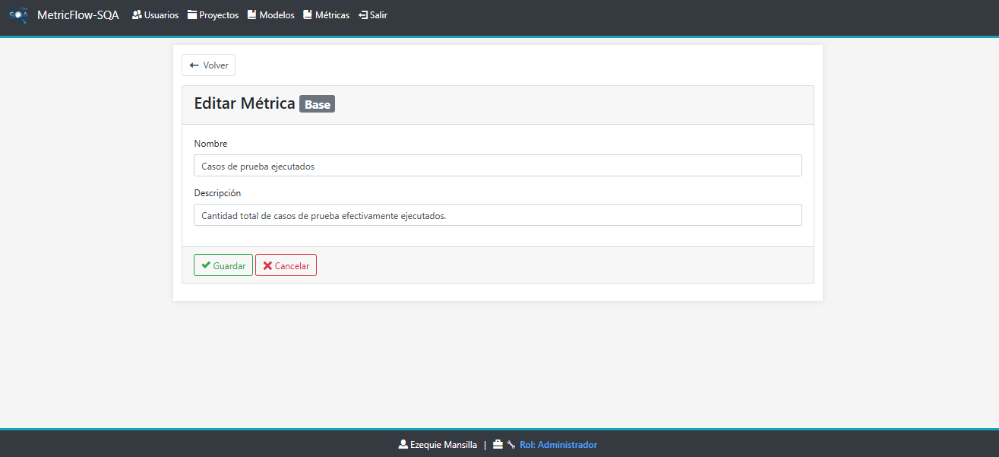 SQA MetricFlow-SQA Usuarios Proyectos Modelos Métricas Salir
Volver
Editar Métrica Base
Nombre
Casos de prueba ejecutados
Descripción
Cantidad total de casos de prueba efectivamente ejecutados.
Guardar Cancelar
Ezequie Mansilla | Rol: Administrador